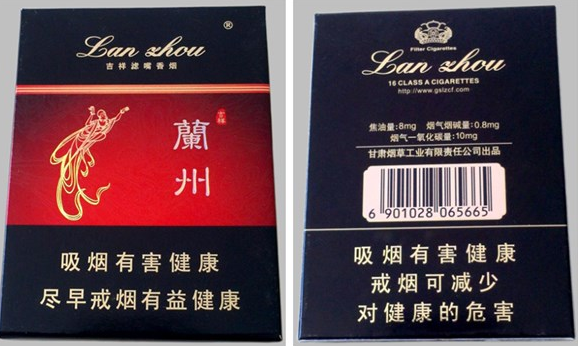 Lan zhou ®
吉祥滤嘴香烟
吉祥
蘭
州
吸烟有害健康
尽早戒烟有益健康
Filter Cigarettes
Lan zhou
16 CLASS A CIGARETTES
http://www.gslzcf.com
焦油量:8mg 烟气烟碱量:0.8mg
烟气一氧化碳量:10mg
甘肃烟草工业有限责任公司出品
6 901028 065665
吸烟有害健康
戒烟可减少
对健康的危害